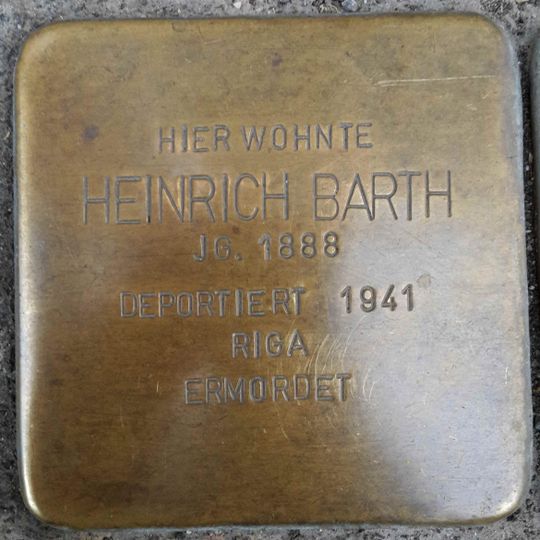 HIER WOHNTE
HEINRICH BARTH
JG. 1888
DEPORTIERT 1941
RIGA
ERMORDET